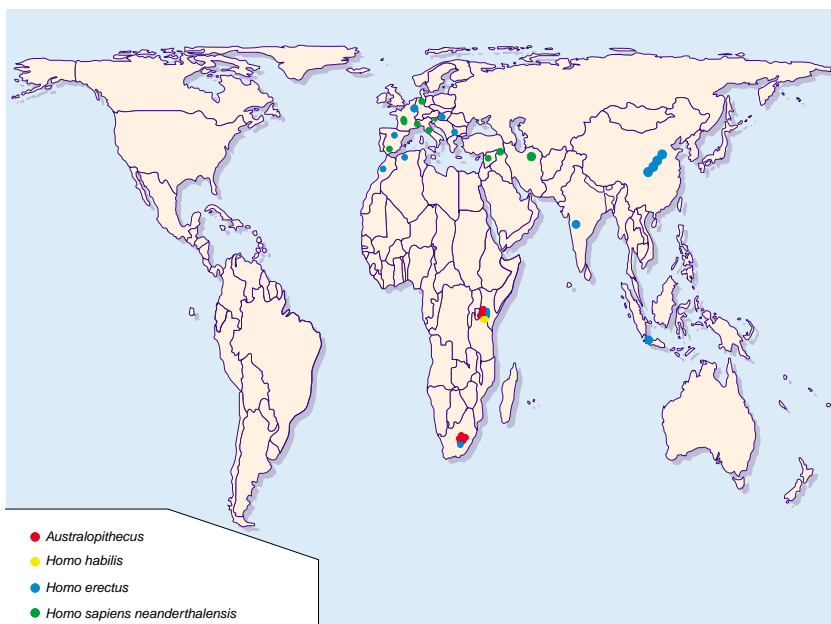 Australopithecus
Homo habilis
Homo erectus
Homo sapiens neanderthalensis